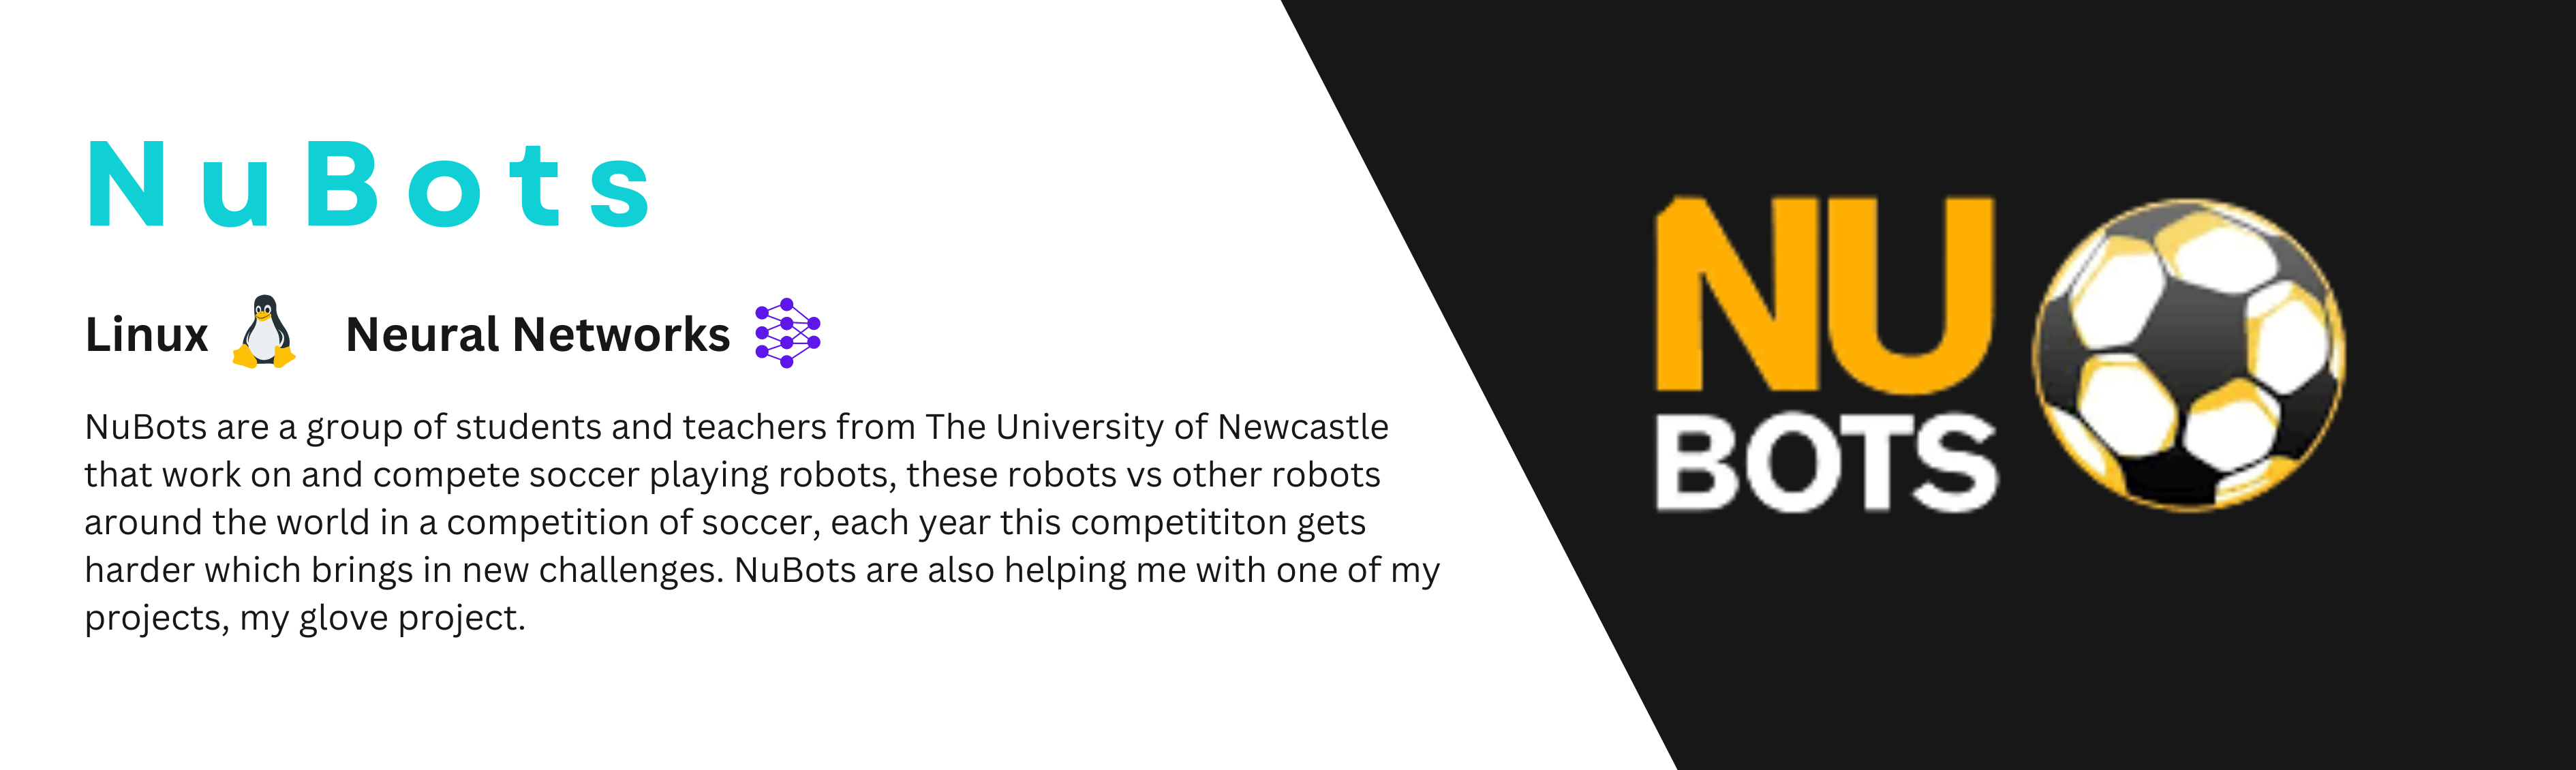 NuBots
Linux Neural Networks
NuBots are a group of students and teachers from The University of Newcastle
that work on and compete soccer playing robots, these robots vs other robots
around the world in a competition of soccer, each year this competititon gets
harder which brings in new challenges. NuBots are also helping me with one of my
projects, my glove project.
NU
BOTS